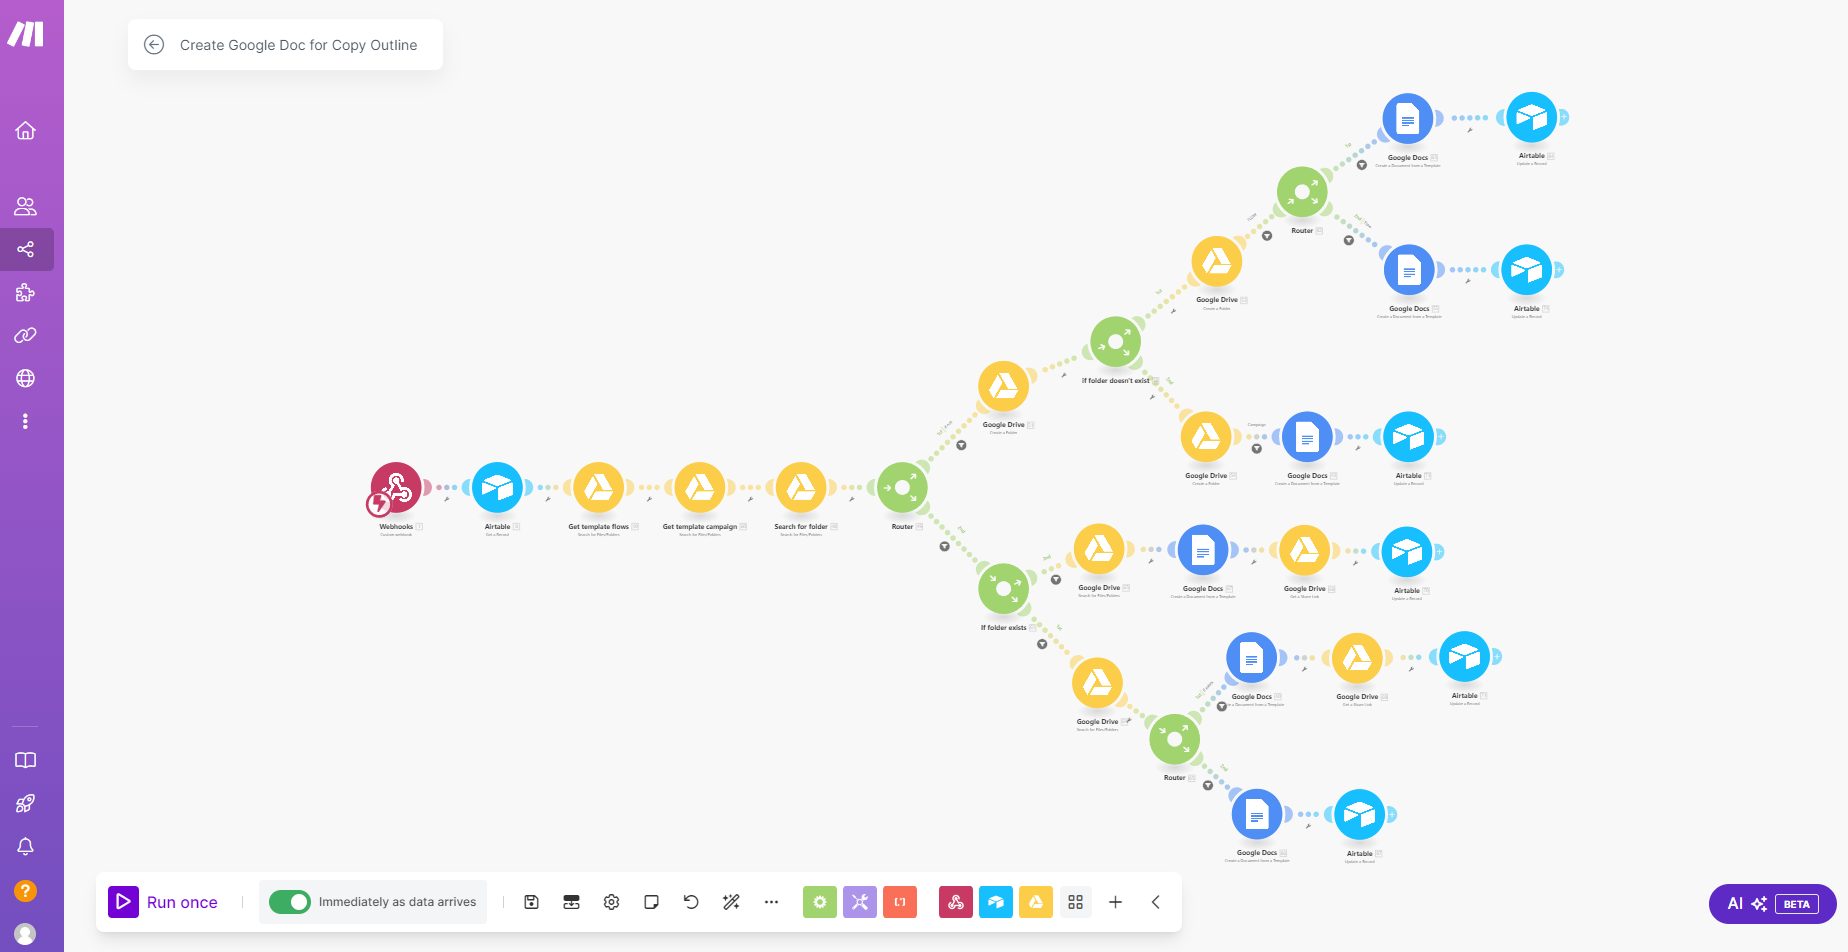 Create Google Doc for Copy Outline
Google Docs
Create a Document from a Template
Airtable
Update a Record
Router
Google Docs
Create a Document from a Template
Airtable
Update a Record
Google Drive
Create a Folder
If folder doesn't exist
Google Drive
Create a Folder
Google Drive
Create a Folder
Campaign
Google Docs
Create a Document from a Template
Airtable
Update a Record
Webhooks
Custom webhook
Airtable
Get a Record
Get template flows
Search for Files/Folders
Get template campaign
Search for Files/Folders
Search for folder
Search for Files/Folders
Router
Google Drive
Search for Files/Folders
Google Docs
Create a Document from a Template
Google Drive
Get a Share Link
Airtable
Update a Record
If folder exists
Google Drive
Search for Files/Folders
Google Docs
a Document from a Template
Google Drive
Get a Share Link
Airtable
Update a Record
Router
Google Docs
Create a Document from a Template
Airtable
Update a Record
Run once
Immediately as data arrives
AI BETA